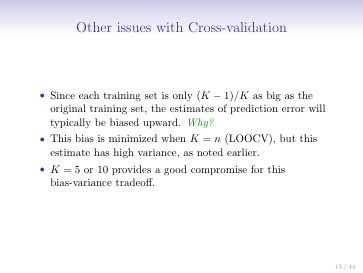 Other issues with Cross-validation
• Since each training set is only (K − 1)/K as big as the
original training set, the estimates of prediction error will
typically be biased upward. Why?
• This bias is minimized when K = n (LOOCV), but this
estimate has high variance, as noted earlier.
• K = 5 or 10 provides a good compromise for this
bias-variance tradeoff.
15 / 44